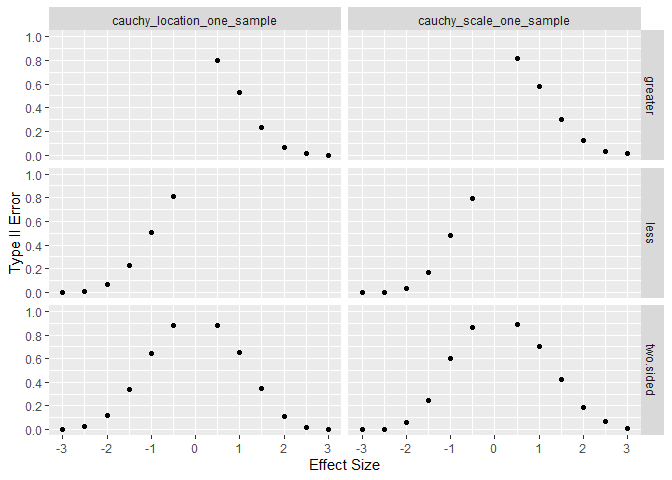 cauchy_location_one_sample
cauchy_scale_one_sample
1.0
0.8
0.6
0.4
0.2
0.0
greater
1.0
0.8
0.6
0.4
0.2
0.0
less
1.0
0.8
0.6
0.4
0.2
0.0
two.sided
Type II Error
-3 -2 -1 0 1 2 3
-3 -2 -1 0 1 2 3
Effect Size